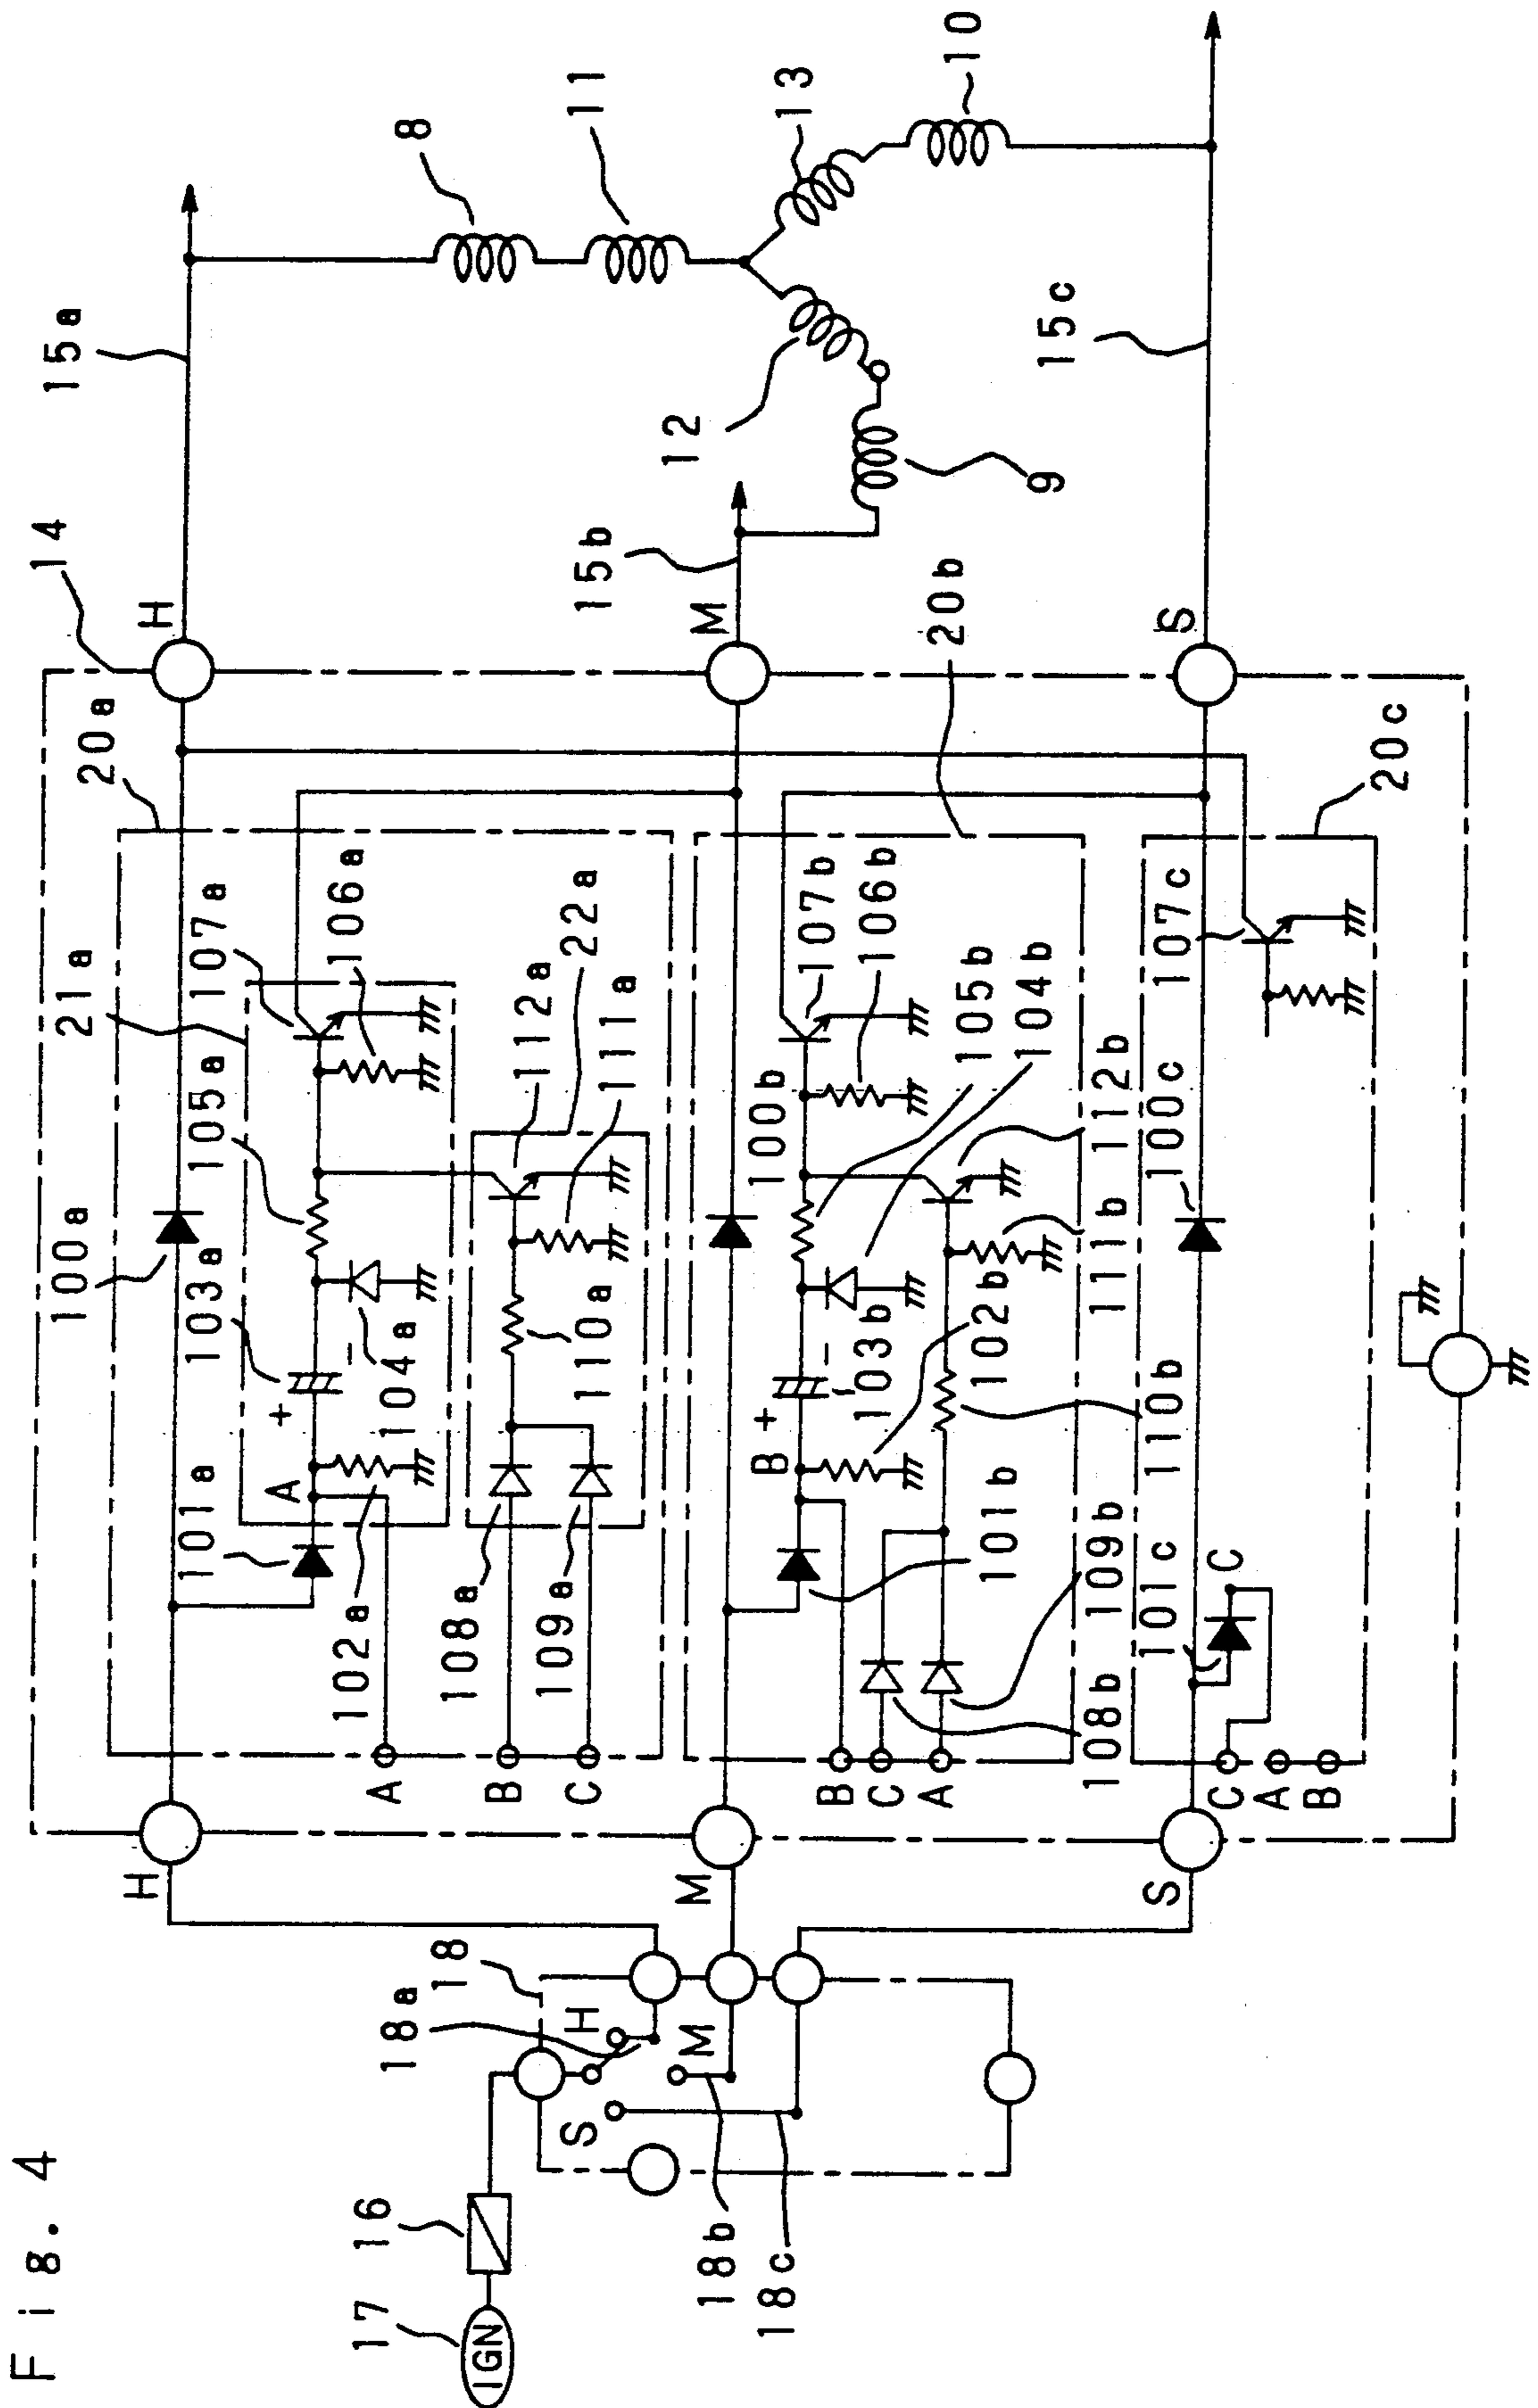 Fig. 4
17
IGN
16
18
18a
18b
18c
H
M
S
H
M
S
14
H
M
S
20a
21a
100a
101a
102a
103a
104a
105a
106a
107a
A
+
−
22a
108a
109a
110a
111a
112a
A
B
C
20b
100b
101b
102b
103b
104b
105b
106b
107b
B
+
−
108b
109b
110b
111b
112b
B
C
A
20c
100c
101c
107c
C
C
A
B
15a
15b
15c
8
11
12
9
13
10